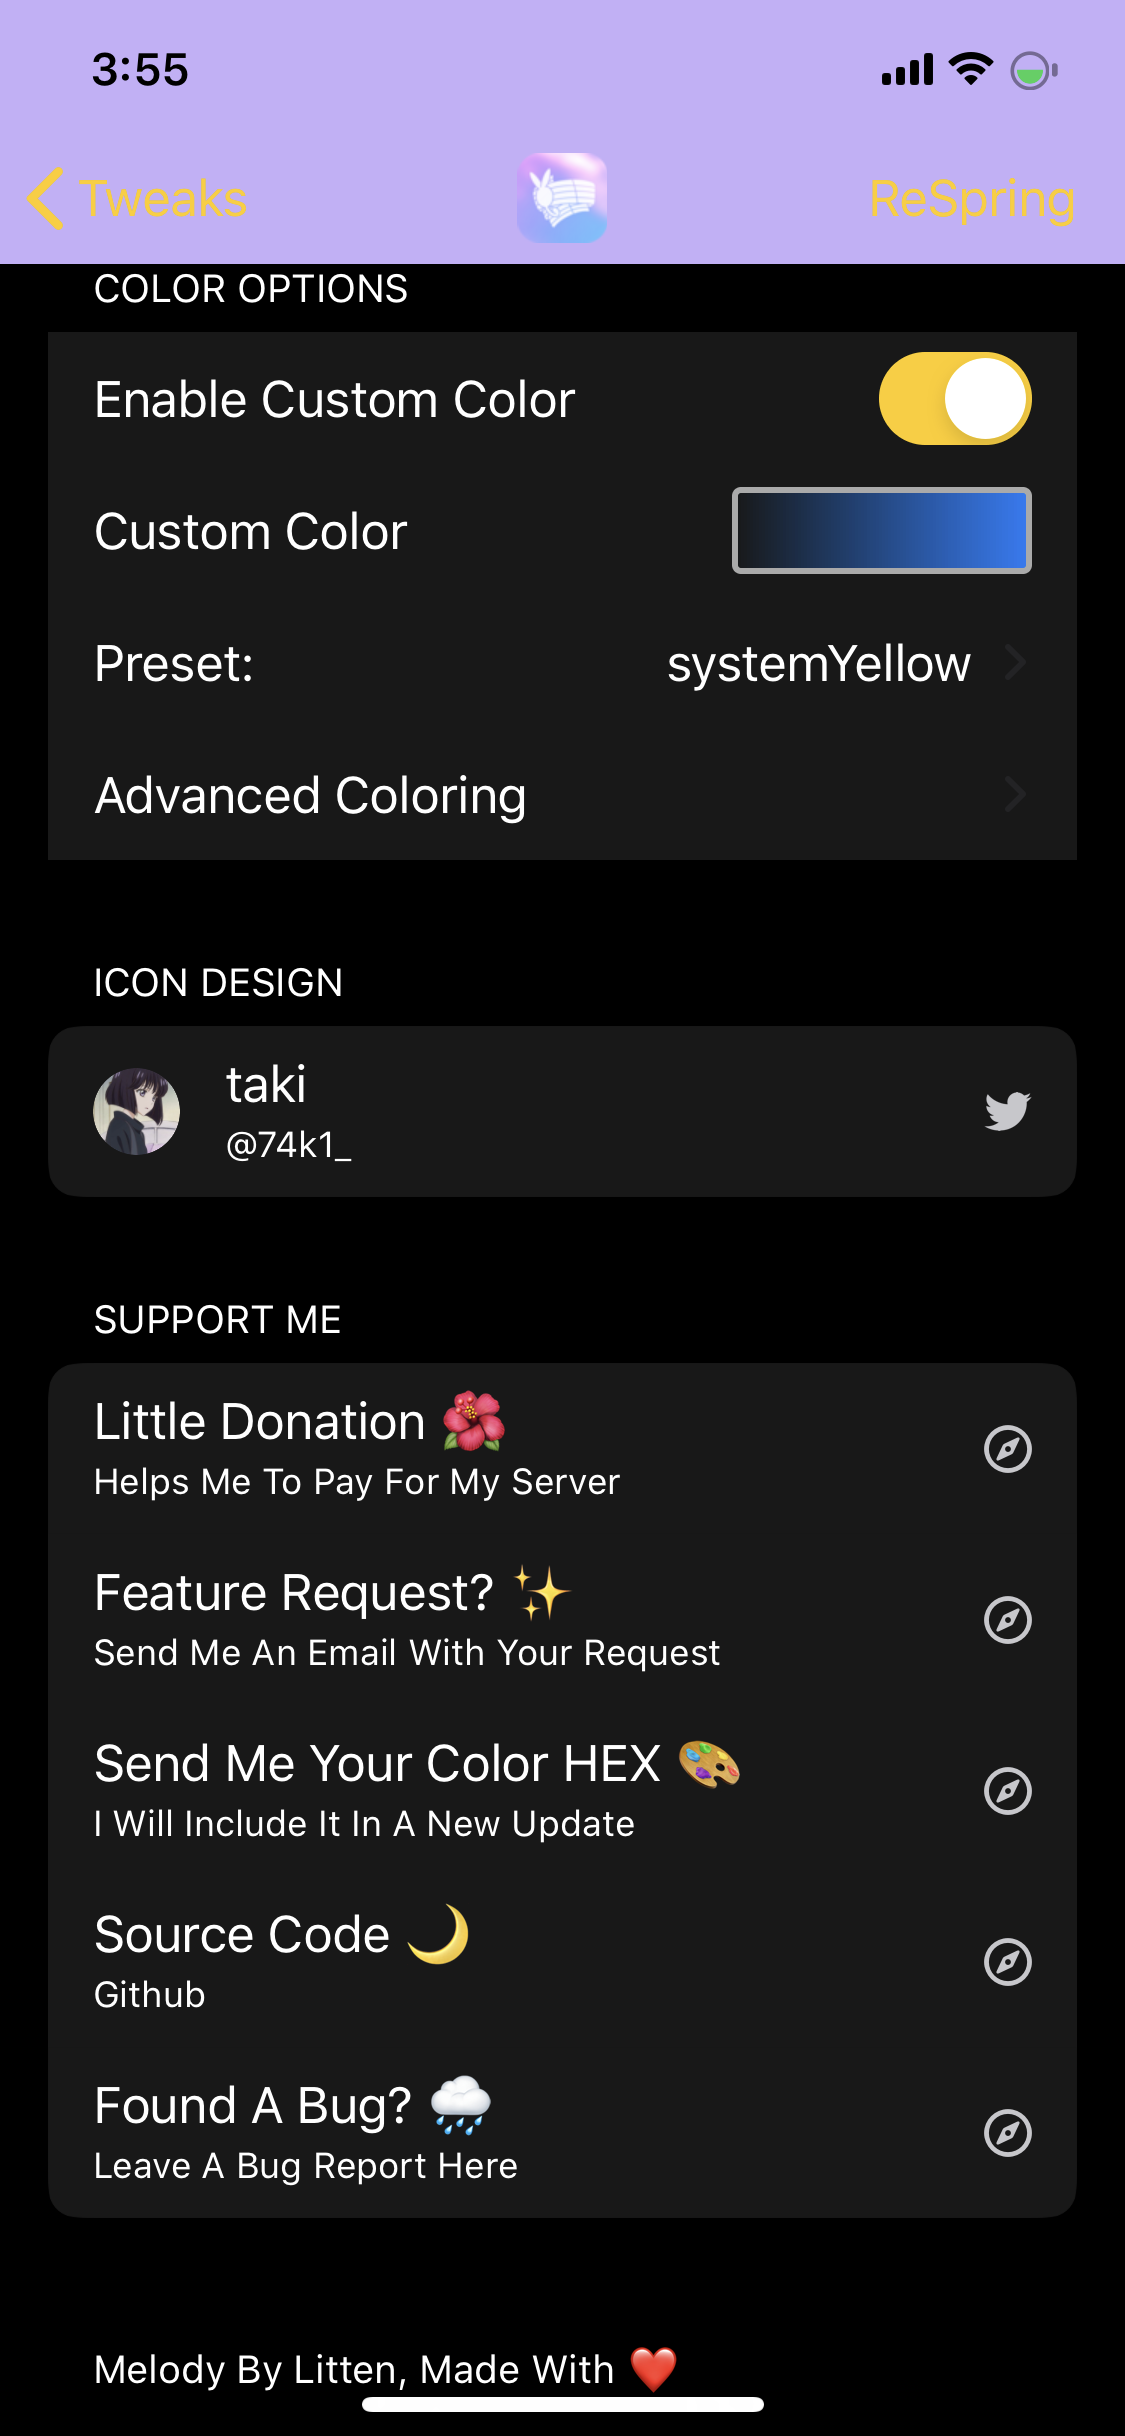 3:55
Tweaks
ReSpring
COLOR OPTIONS
Enable Custom Color
Custom Color
Preset: systemYellow
Advanced Coloring
ICON DESIGN
taki
@74k1_
SUPPORT ME
Little Donation 🌺
Helps Me To Pay For My Server
Feature Request? ✨
Send Me An Email With Your Request
Send Me Your Color HEX 🎨
I Will Include It In A New Update
Source Code 🌙
Github
Found A Bug? 🌧️
Leave A Bug Report Here
Melody By Litten, Made With ❤️